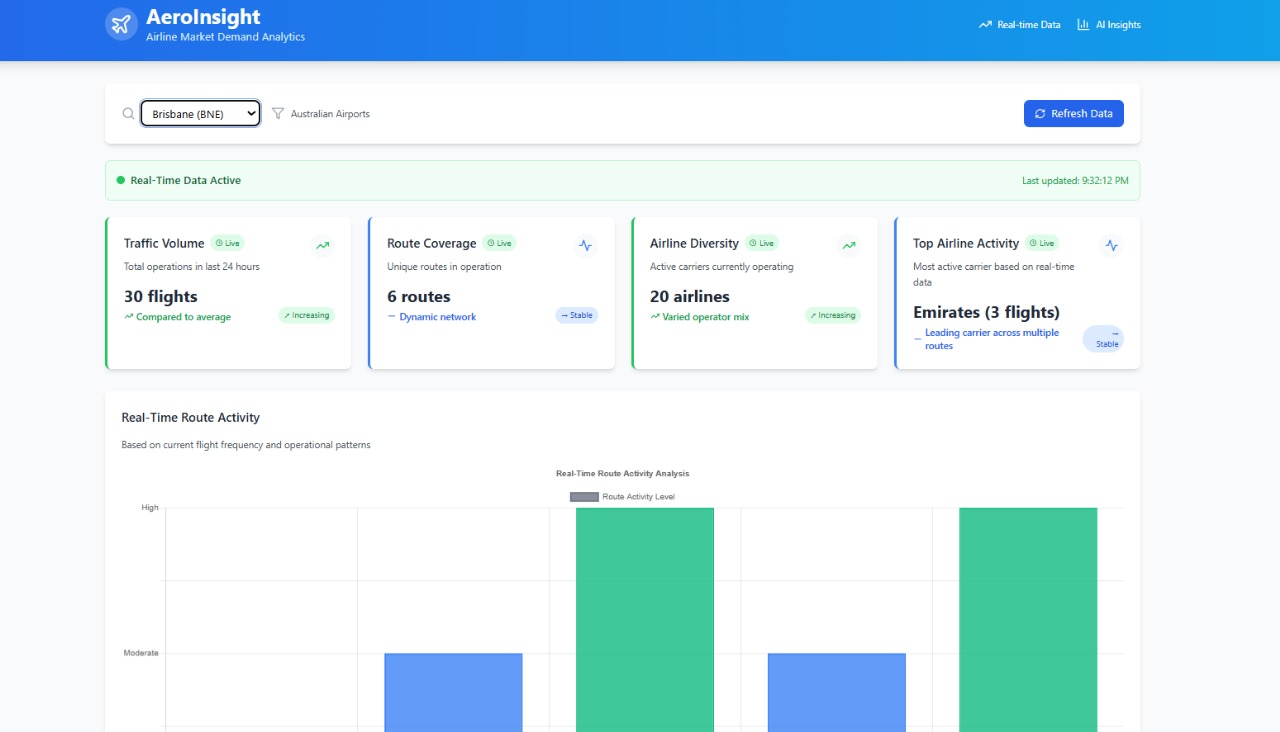 AeroInsight
Airline Market Demand Analytics
Real-time Data
AI Insights
Brisbane (BNE)
Australian Airports
Refresh Data
Real-Time Data Active
Last updated: 9:32:12 PM
Traffic Volume
Live
Total operations in last 24 hours
30 flights
Compared to average
↗ Increasing
Route Coverage
Live
Unique routes in operation
6 routes
Dynamic network
→ Stable
Airline Diversity
Live
Active carriers currently operating
20 airlines
Varied operator mix
↗ Increasing
Top Airline Activity
Live
Most active carrier based on real-time
data
Emirates (3 flights)
Leading carrier across multiple
routes
→
Stable
Real-Time Route Activity
Based on current flight frequency and operational patterns
Real-Time Route Activity Analysis
Route Activity Level
High
Moderate